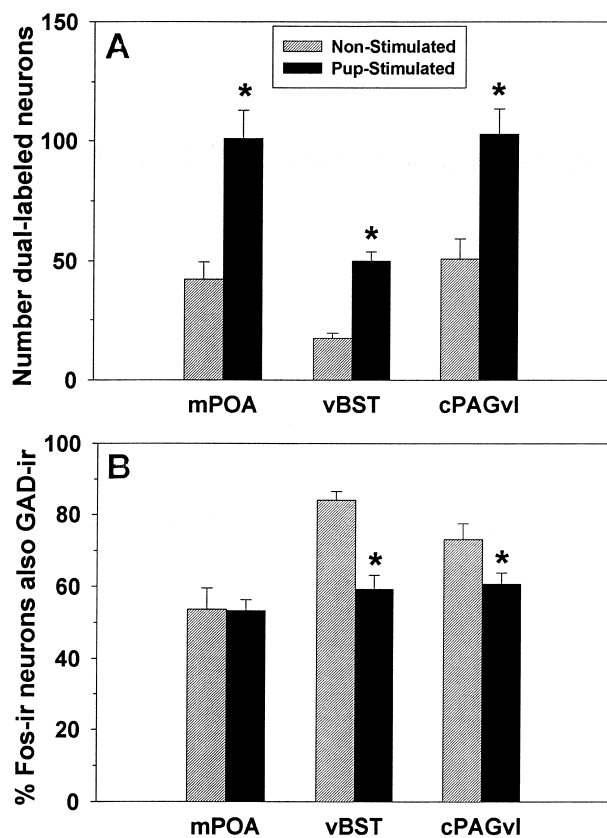 A
Number dual-labeled neurons
150
100
50
0
Non-Stimulated
Pup-Stimulated
*
*
*
mPOA vBST cPAGvl
B
% Fos-ir neurons also GAD-ir
100
80
60
40
20
0
*
*
mPOA vBST cPAGvl